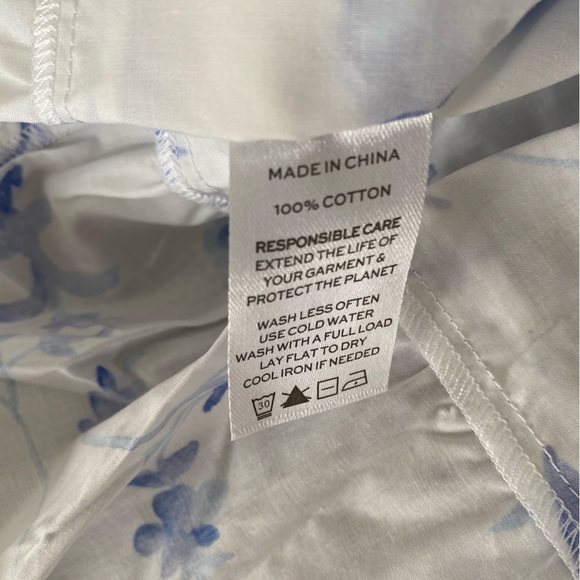 MADE IN CHINA
100% COTTON
RESPONSIBLE CARE
EXTEND THE LIFE OF
YOUR GARMENT &
PROTECT THE PLANET
WASH LESS OFTEN
USE COLD WATER
WASH WITH A FULL LOAD
LAY FLAT TO DRY
COOL IRON IF NEEDED
30